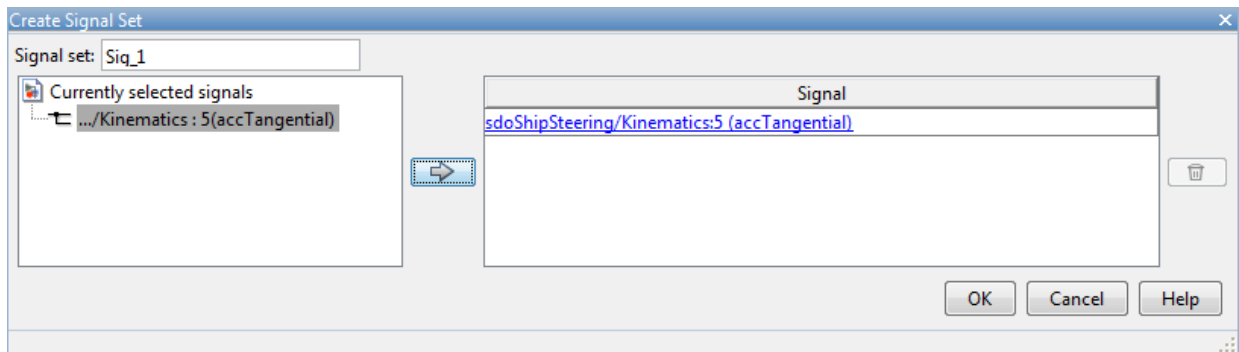 Create Signal Set
Signal set: Sig_1
Currently selected signals
.../Kinematics : 5(accTangential)
Signal
sdoShipSteering/Kinematics:5 (accTangential)
OK Cancel Help